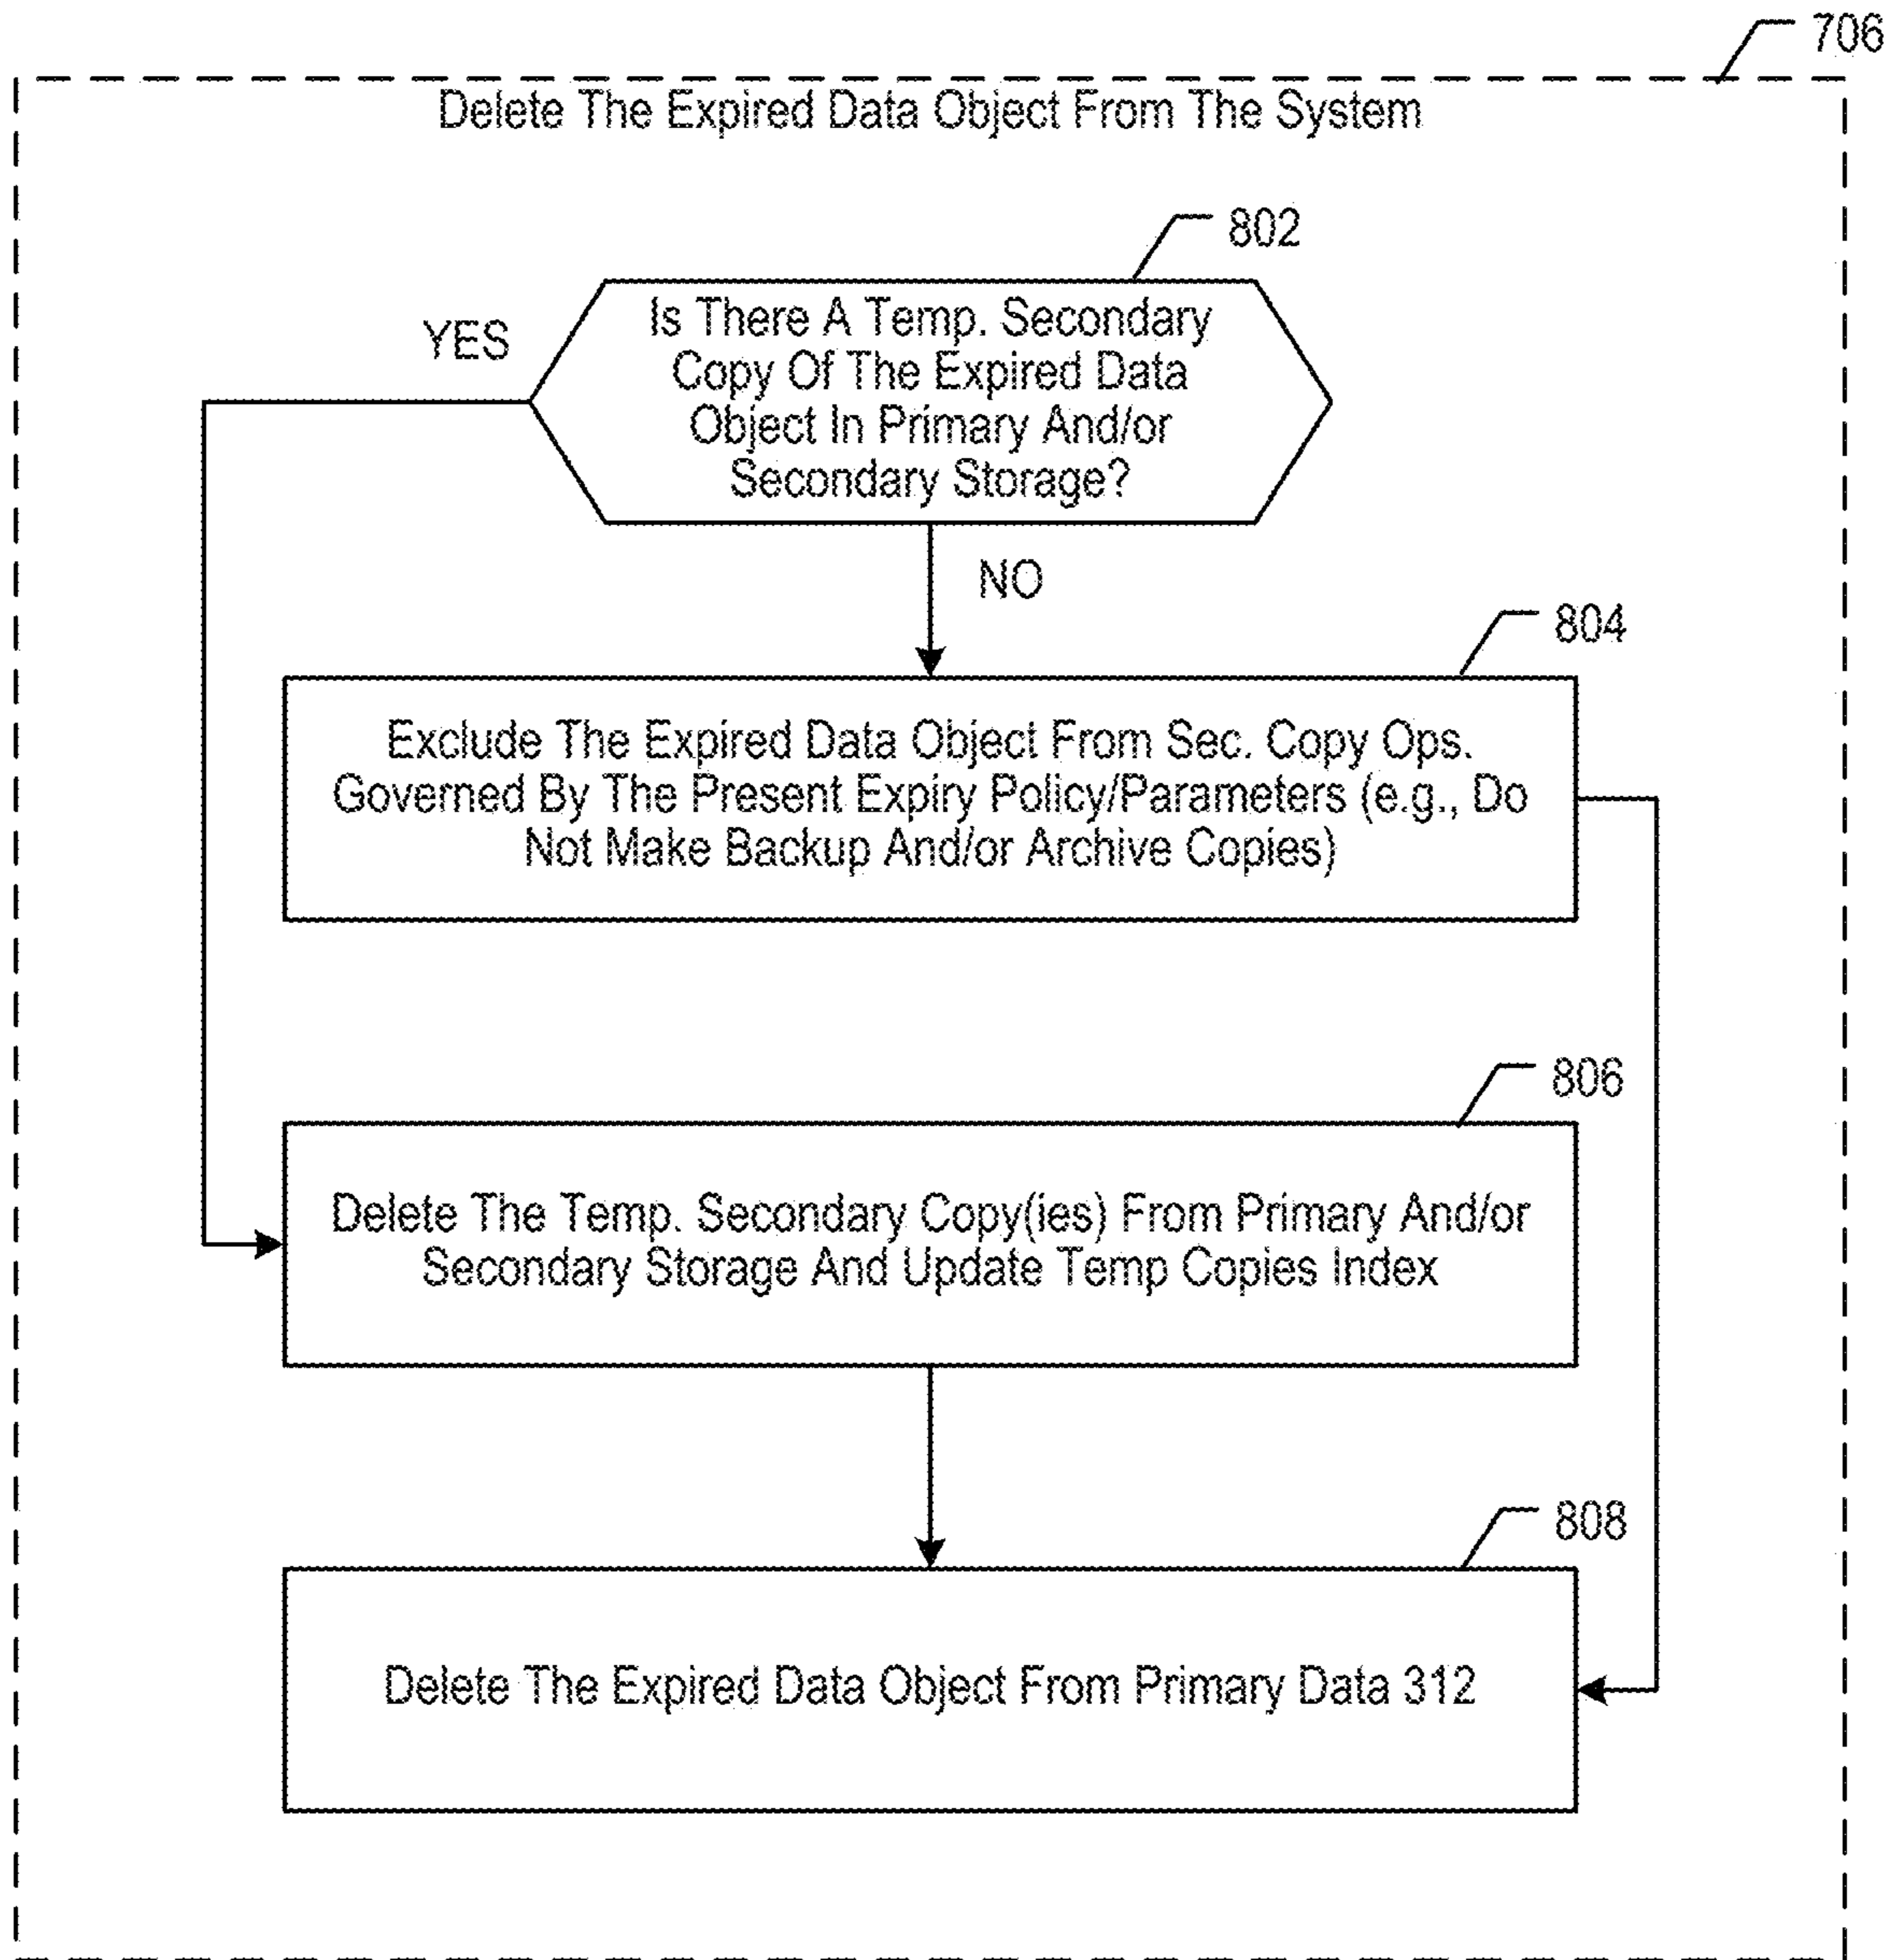 706
Delete The Expired Data Object From The System
802
YES
Is There A Temp. Secondary
Copy Of The Expired Data
Object In Primary And/or
Secondary Storage?
NO
804
Exclude The Expired Data Object From Sec. Copy Ops.
Governed By The Present Expiry Policy/Parameters (e.g., Do
Not Make Backup And/or Archive Copies)
806
Delete The Temp. Secondary Copy(ies) From Primary And/or
Secondary Storage And Update Temp Copies Index
808
Delete The Expired Data Object From Primary Data 312